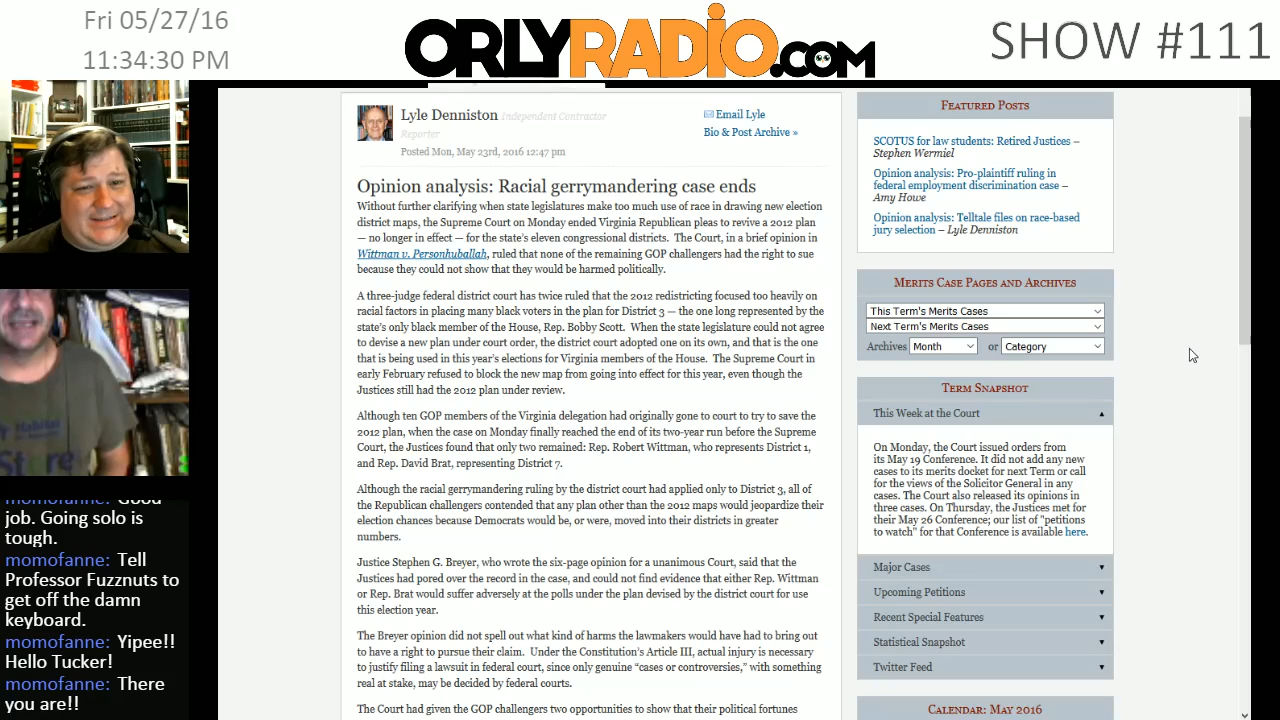 Fri 05/27/16
11:34:30 PM
ORLYRADIO.COM
SHOW #111
Lyle Denniston Independent Contractor
Reporter
Posted Mon, May 23rd, 2016 12:47 pm
Email Lyle
Bio & Post Archive »
Opinion analysis: Racial gerrymandering case ends
Without further clarifying when state legislatures make too much use of race in drawing new election
district maps, the Supreme Court on Monday ended Virginia Republican pleas to revive a 2012 plan
— no longer in effect — for the state's eleven congressional districts. The Court, in a brief opinion in
Wittman v. Personhuballah, ruled that none of the remaining GOP challengers had the right to sue
because they could not show that they would be harmed politically.
A three-judge federal district court has twice ruled that the 2012 redistricting focused too heavily on
racial factors in placing many black voters in the plan for District 3 — the one long represented by the
state's only black member of the House, Rep. Bobby Scott. When the state legislature could not agree
to devise a new plan under court order, the district court adopted one on its own, and that is the one
that is being used in this year's elections for Virginia members of the House. The Supreme Court in
early February refused to block the new map from going into effect for this year, even though the
Justices still had the 2012 plan under review.
Although ten GOP members of the Virginia delegation had originally gone to court to try to save the
2012 plan, when the case on Monday finally reached the end of its two-year run before the Supreme
Court, the Justices found that only two remained: Rep. Robert Wittman, who represents District 1,
and Rep. David Brat, representing District 7.
Although the racial gerrymandering ruling by the district court had applied only to District 3, all of
the Republican challengers contended that any plan other than the 2012 maps would jeopardize their
election chances because Democrats would be, or were, moved into their districts in greater
numbers.
Justice Stephen G. Breyer, who wrote the six-page opinion for a unanimous Court, said that the
Justices had pored over the record in the case, and could not find evidence that either Rep. Wittman
or Rep. Brat would suffer adversely at the polls under the plan devised by the district court for use
this election year.
The Breyer opinion did not spell out what kind of harms the lawmakers would have had to bring out
to have a right to pursue their claim. Under the Constitution's Article III, actual injury is necessary
to justify filing a lawsuit in federal court, since only genuine "cases or controversies," with something
real at stake, may be decided by federal courts.
The Court had given the GOP challengers two opportunities to show that their political fortunes
Featured Posts
SCOTUS for law students: Retired Justices –
Stephen Wermiel
Opinion analysis: Pro-plaintiff ruling in
federal employment discrimination case –
Amy Howe
Opinion analysis: Telltale files on race-based
jury selection – Lyle Denniston
Merits Case Pages and Archives
This Term's Merits Cases
Next Term's Merits Cases
Archives Month or Category
Term Snapshot
This Week at the Court
On Monday, the Court issued orders from
its May 19 Conference. It did not add any new
cases to its merits docket for next Term or call
for the views of the Solicitor General in any
cases. The Court also released its opinions in
three cases. On Thursday, the Justices met for
their May 26 Conference; our list of "petitions
to watch" for that Conference is available here.
Major Cases
Upcoming Petitions
Recent Special Features
Statistical Snapshot
Twitter Feed
Calendar: May 2016
momofanne: Good
job. Going solo is
tough.
momofanne: Tell
Professor Fuzznuts to
get off the damn
keyboard.
momofanne: Yipee!!
Hello Tucker!
momofanne: There
you are!!